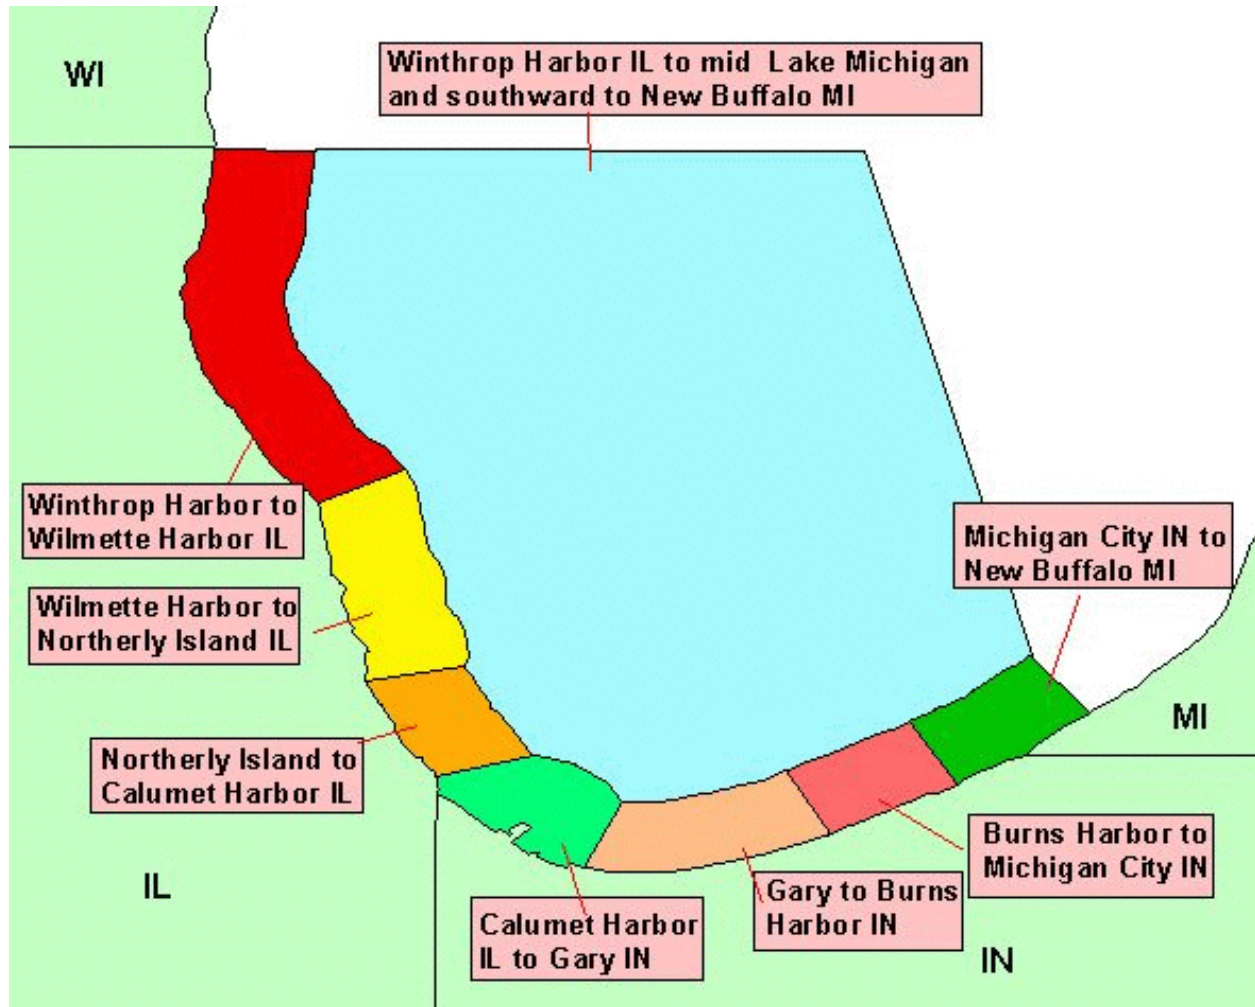 WI
Winthrop Harbor IL to mid Lake Michigan
and southward to New Buffalo MI
Winthrop Harbor to
Wilmette Harbor IL
Michigan City IN to
New Buffalo MI
Wilmette Harbor to
Northerly Island IL
MI
Northerly Island to
Calumet Harbor IL
Burns Harbor to
Michigan City IN
IL
Gary to Burns
Harbor IN
Calumet Harbor
IL to Gary IN
IN